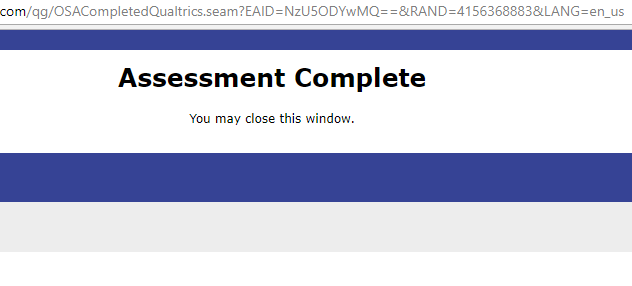 com/qg/OSACompletedQualtrics.seam?EAID=NzU5ODYwMQ==&RAND=4156368883&LANG=en_us
Assessment Complete
You may close this window.